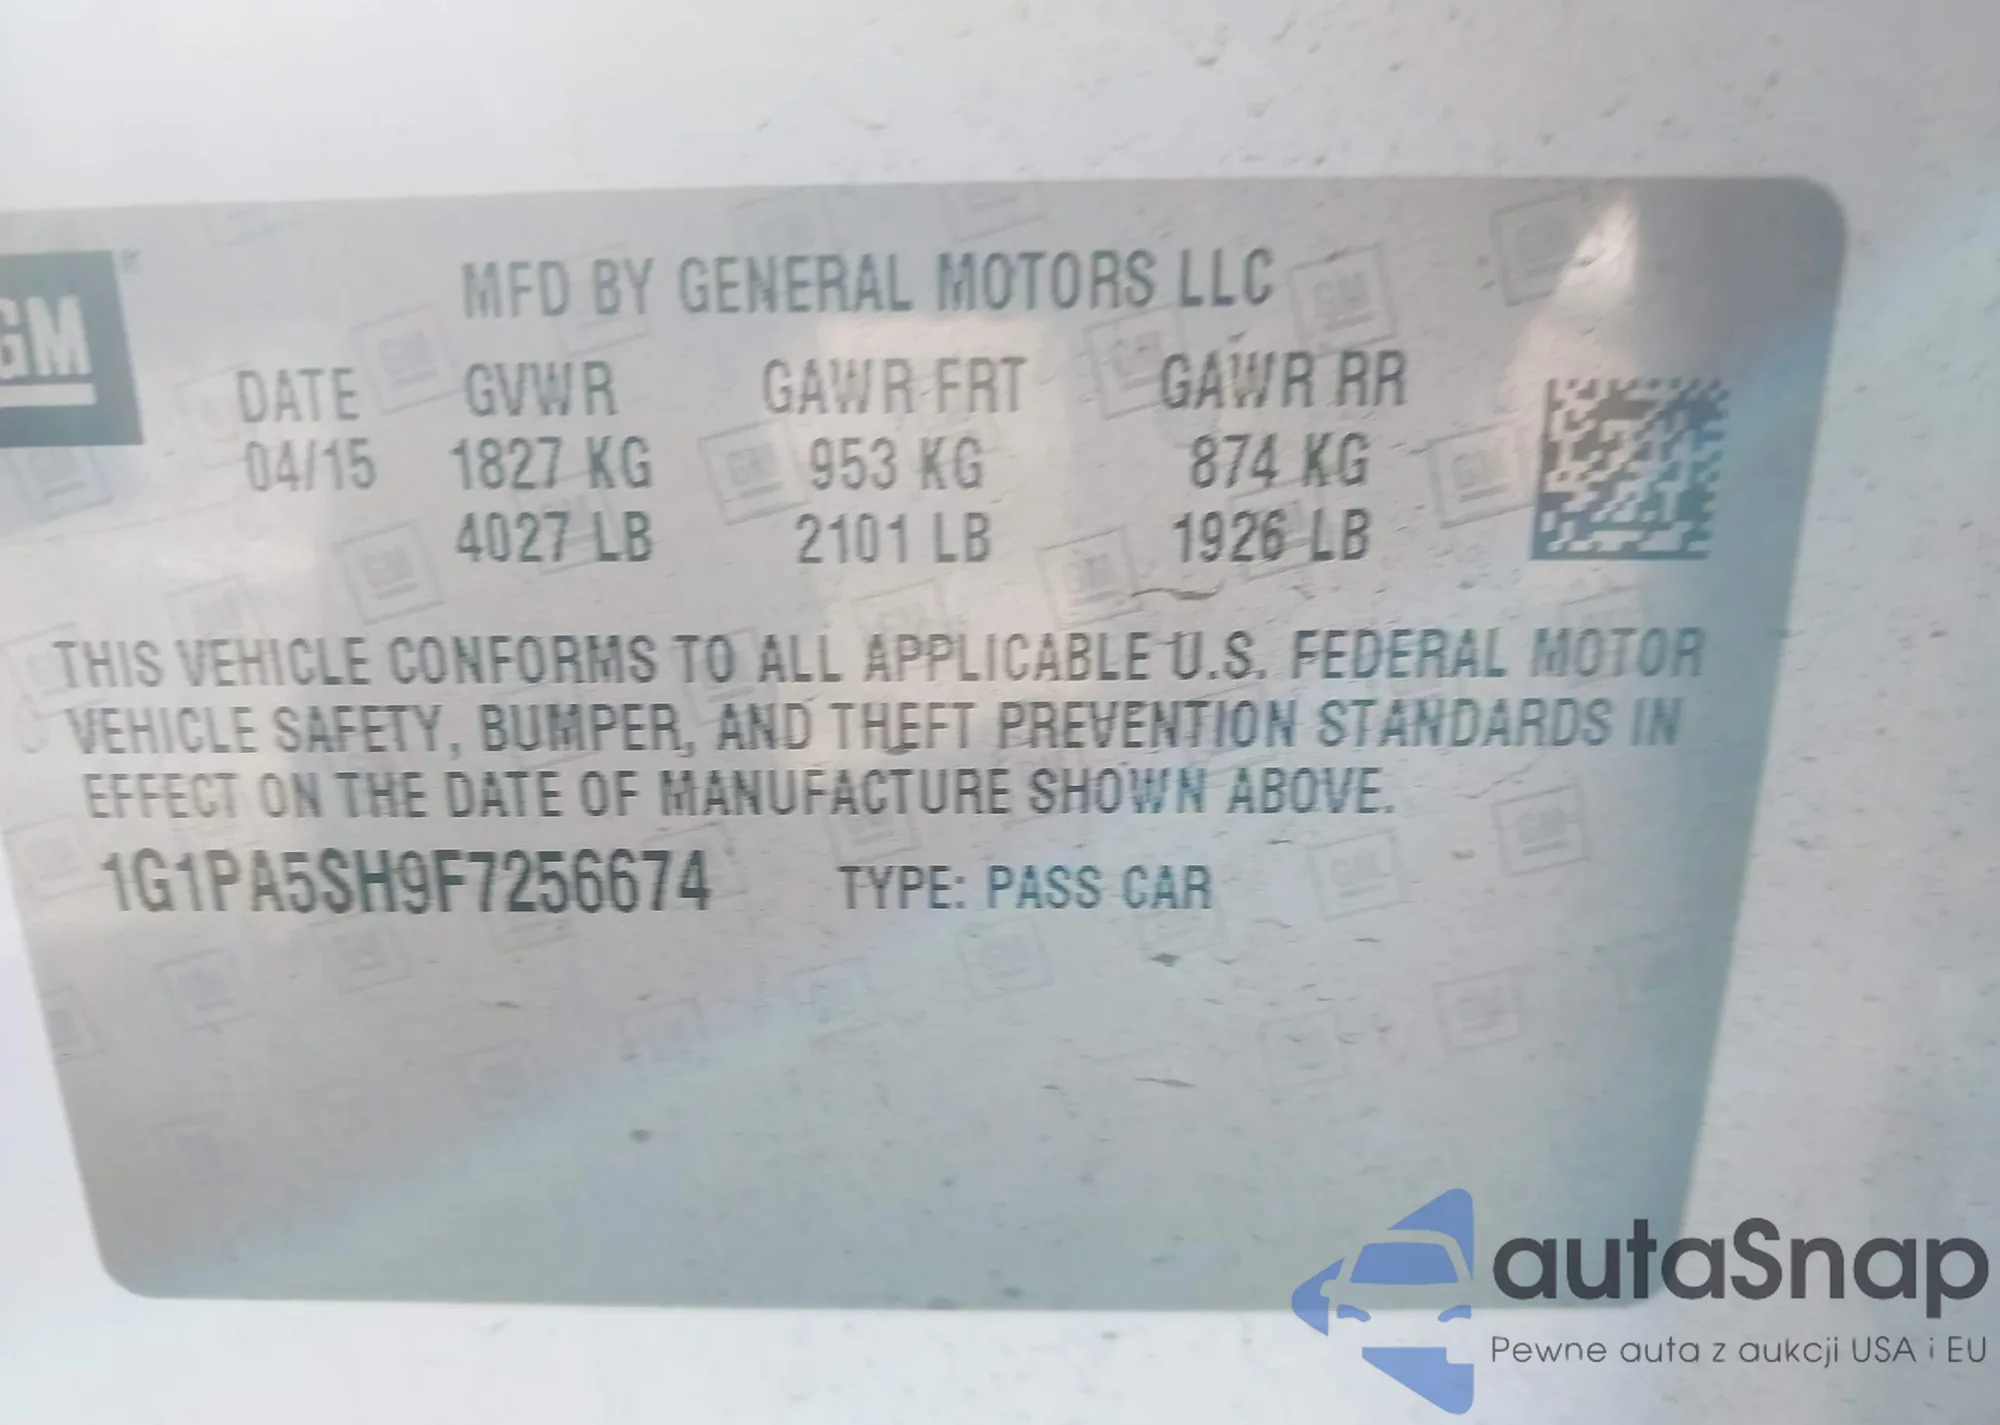 GM
MFD BY GENERAL MOTORS LLC
DATE GVWR GAWR FRT GAWR RR
04/15 1827 KG 953 KG 874 KG
4027 LB 2101 LB 1926 LB
THIS VEHICLE CONFORMS TO ALL APPLICABLE U.S. FEDERAL MOTOR
VEHICLE SAFETY, BUMPER, AND THEFT PREVENTION STANDARDS IN
EFFECT ON THE DATE OF MANUFACTURE SHOWN ABOVE.
1G1PA5SH9F7256674 TYPE: PASS CAR
autaSnap
Pewne auta z aukcji USA i EU